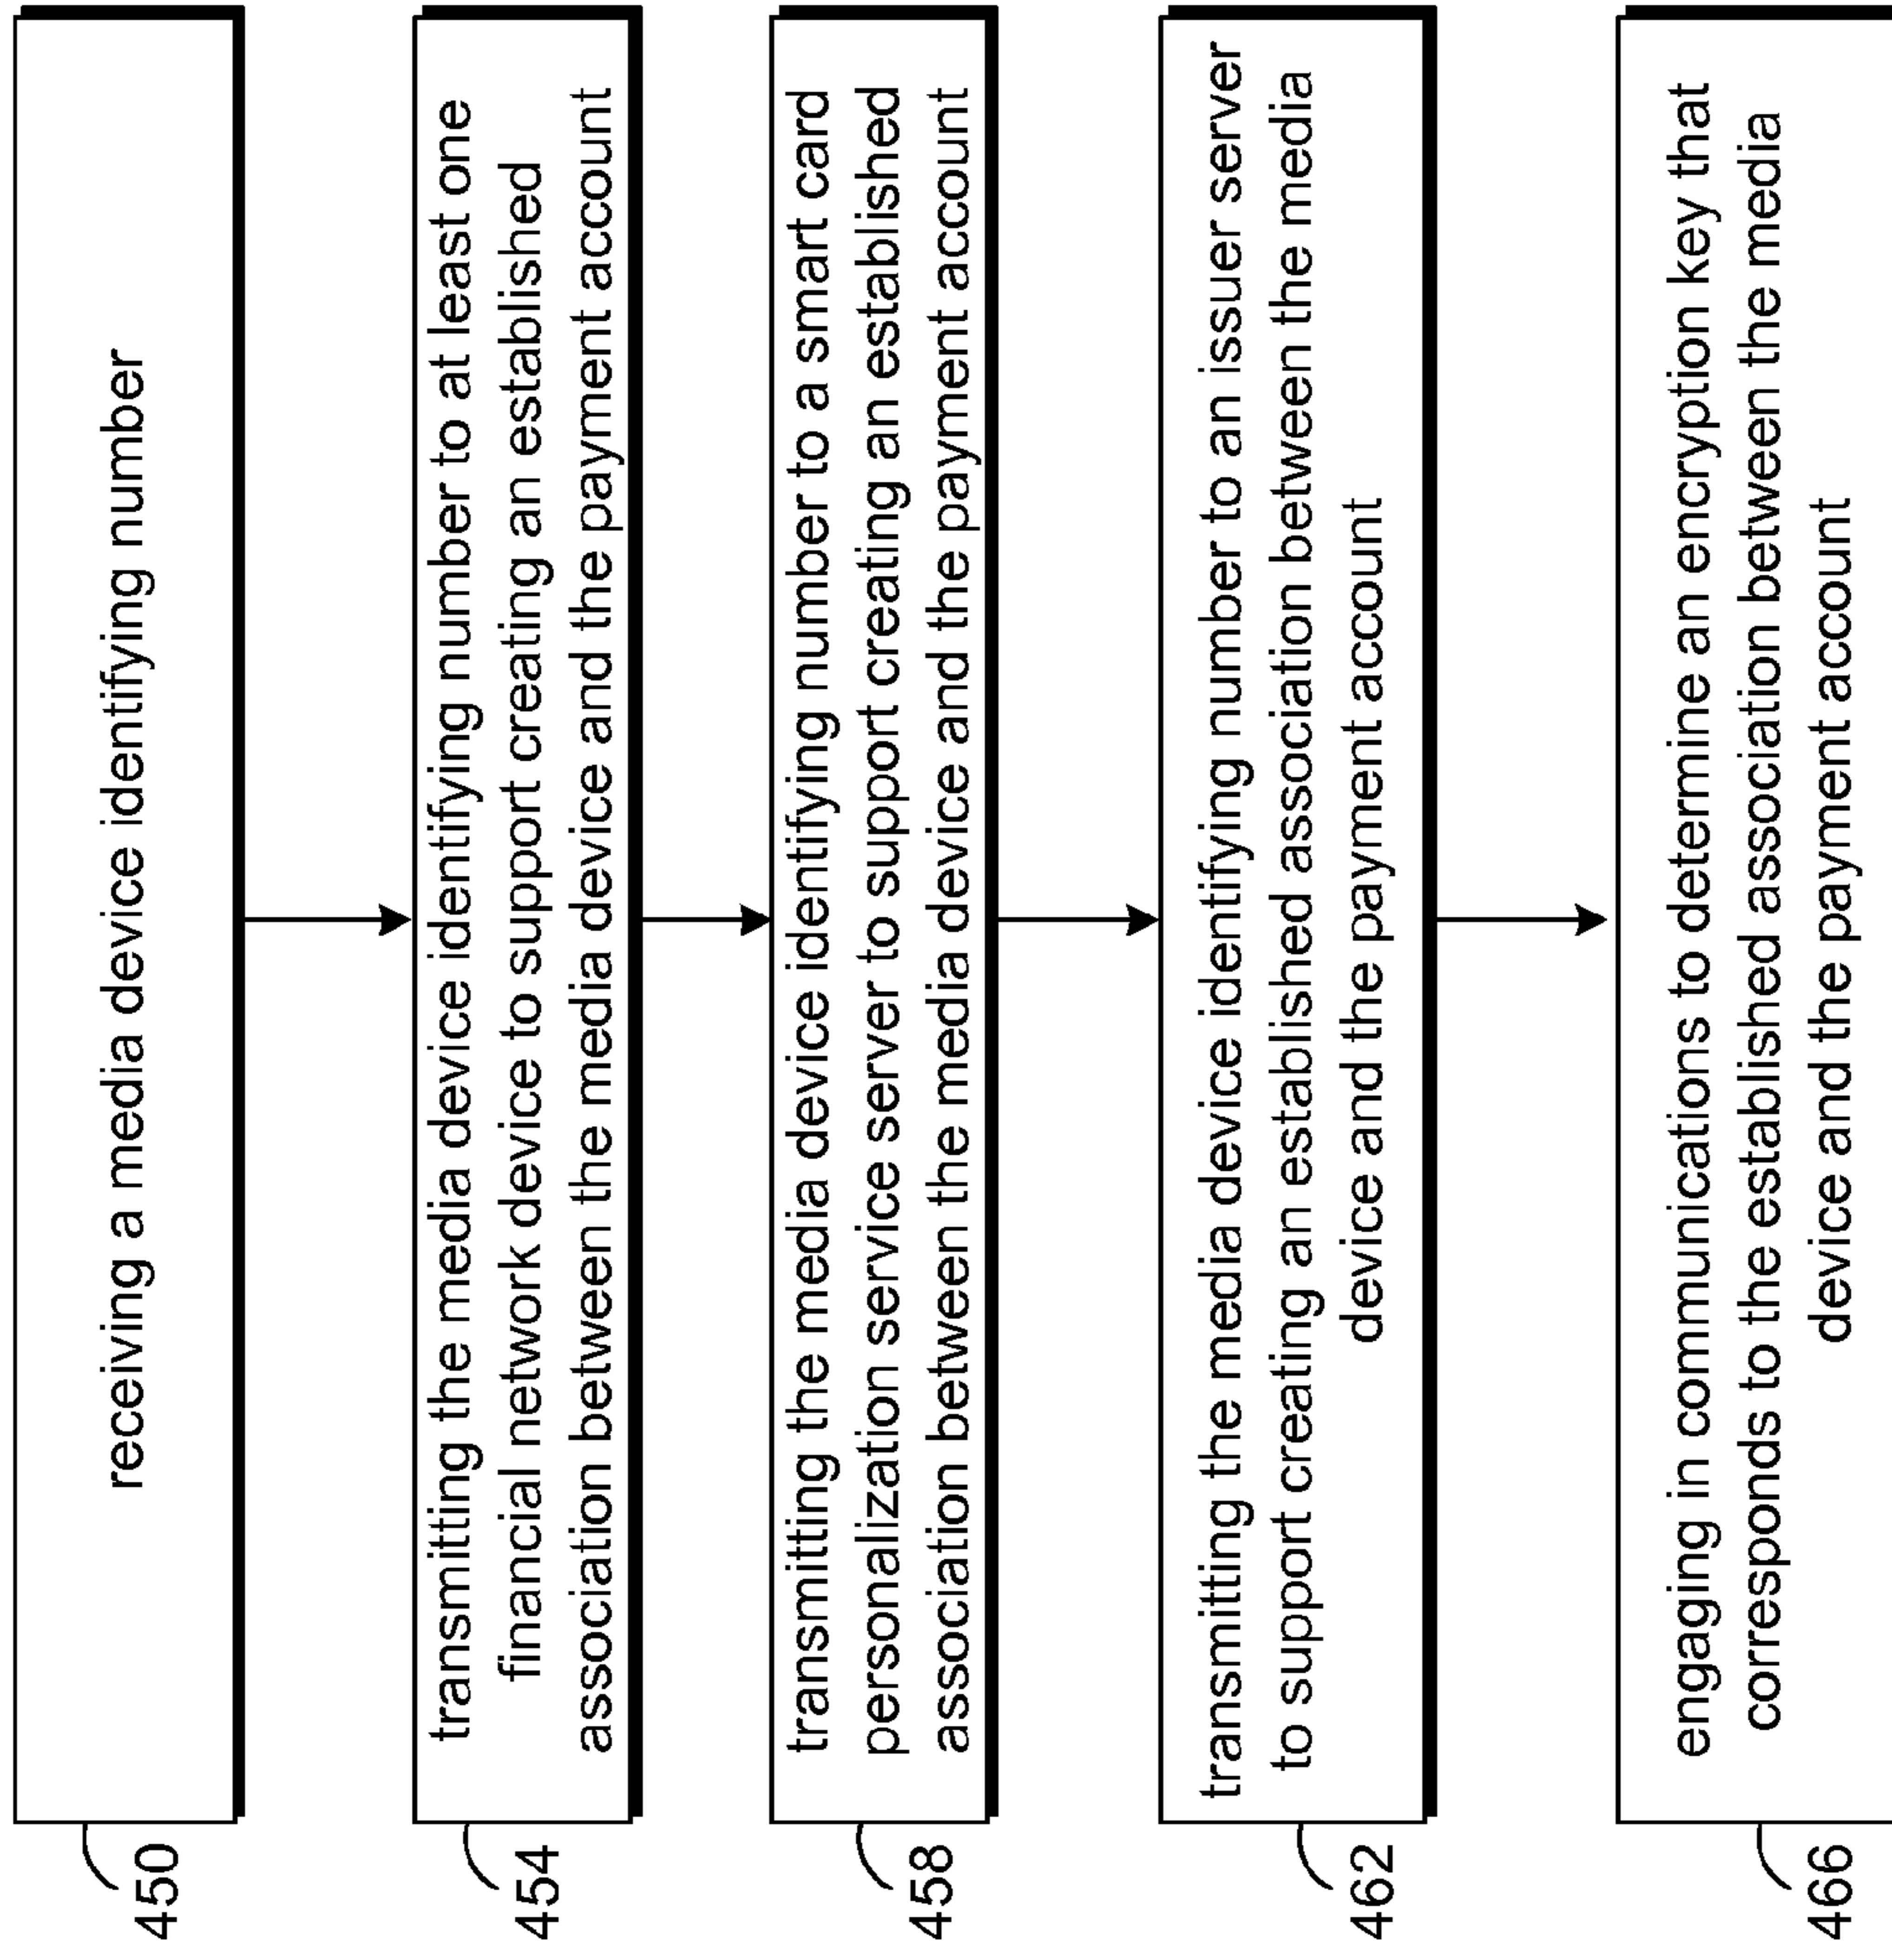 450
receiving a media device identifying number
454
transmitting the media device identifying number to at least one
financial network device to support creating an established
association between the media device and the payment account
458
transmitting the media device identifying number to a smart card
personalization service server to support creating an established
association between the media device and the payment account
462
transmitting the media device identifying number to an issuer server
to support creating an established association between the media
device and the payment account
466
engaging in communications to determine an encryption key that
corresponds to the established association between the media
device and the payment account